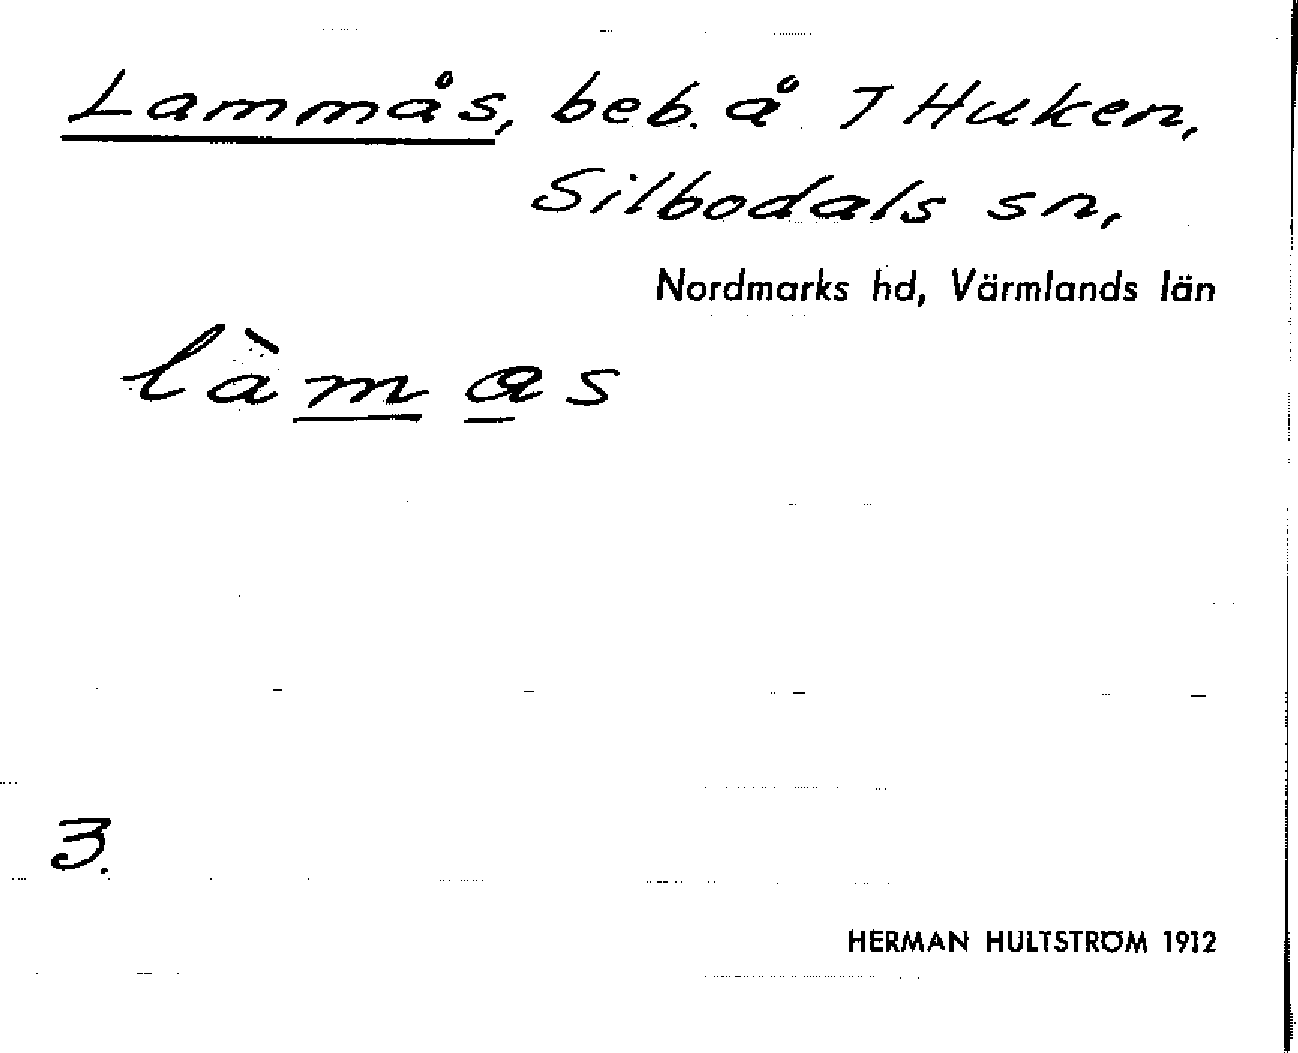 Lammås, beb. å 7 Huken,
Silbodals sn,
Nordmarks hd, Värmlands län
làmas
3.
HERMAN HULTSTRÖM 1912